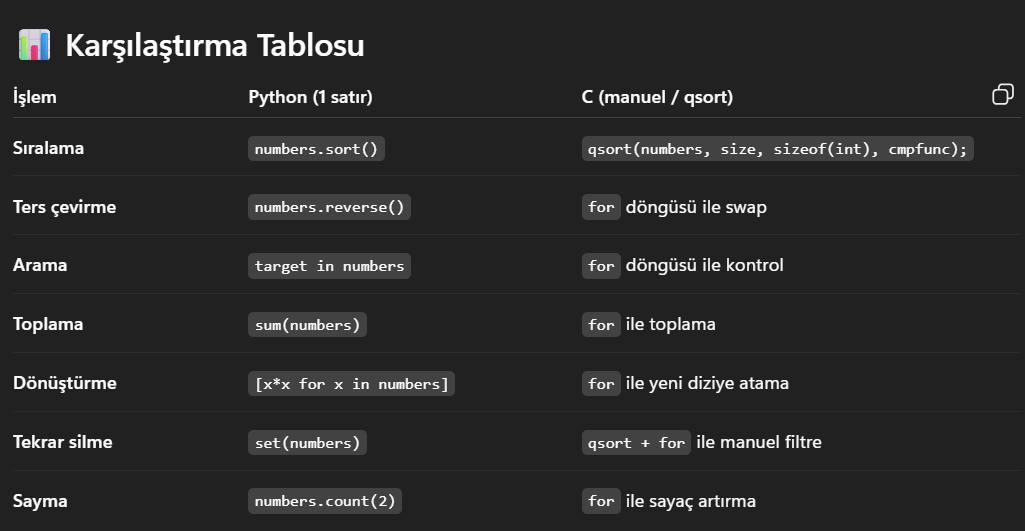 📊 Karşılaştırma Tablosu
İşlem Python (1 satır) C (manuel / qsort)
Sıralama numbers.sort() qsort(numbers, size, sizeof(int), cmpfunc);
Ters çevirme numbers.reverse() for döngüsü ile swap
Arama target in numbers for döngüsü ile kontrol
Toplama sum(numbers) for ile toplama
Dönüştürme [x*x for x in numbers] for ile yeni diziye atama
Tekrar silme set(numbers) qsort + for ile manuel filtre
Sayma numbers.count(2) for ile sayaç artırma